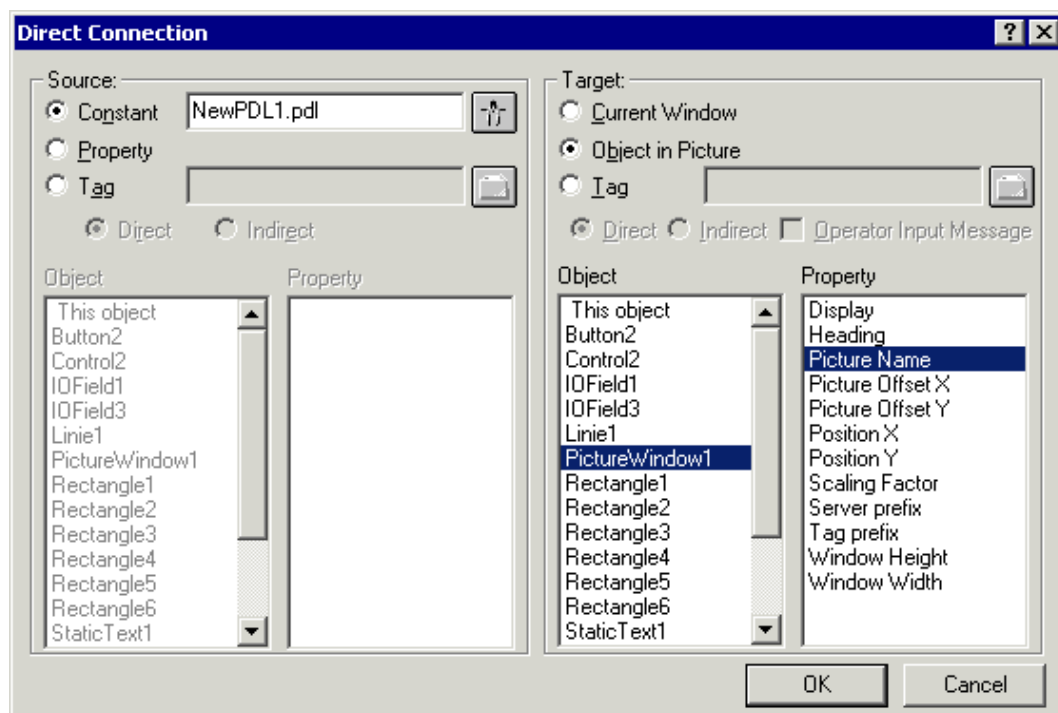 Direct Connection
Source:
Constant NewPDL1.pdl
Property
Tag
Direct Indirect
Object Property
This object
Button2
Control2
IOField1
IOField3
Linie1
PictureWindow1
Rectangle1
Rectangle2
Rectangle3
Rectangle4
Rectangle5
Rectangle6
StaticText1
Target:
Current Window
Object in Picture
Tag
Direct Indirect Operator Input Message
Object Property
This object
Button2
Control2
IOField1
IOField3
Linie1
PictureWindow1
Rectangle1
Rectangle2
Rectangle3
Rectangle4
Rectangle5
Rectangle6
StaticText1
Display
Heading
Picture Name
Picture Offset X
Picture Offset Y
Position X
Position Y
Scaling Factor
Server prefix
Tag prefix
Window Height
Window Width
OK Cancel